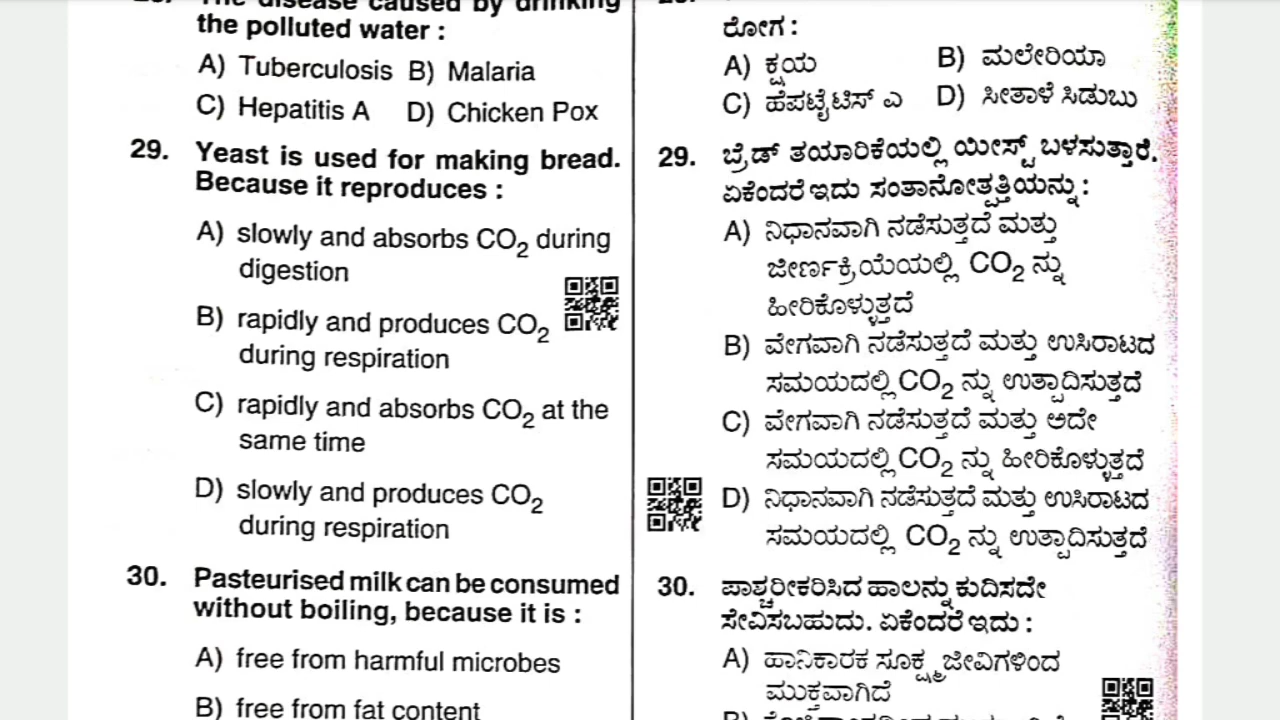 The disease caused by drinking
the polluted water :
A) Tuberculosis B) Malaria
C) Hepatitis A D) Chicken Pox
29. Yeast is used for making bread.
Because it reproduces :
A) slowly and absorbs CO2 during
digestion
B) rapidly and produces CO2
during respiration
C) rapidly and absorbs CO2 at the
same time
D) slowly and produces CO2
during respiration
30. Pasteurised milk can be consumed
without boiling, because it is :
A) free from harmful microbes
B) free from fat content
ರೋಗ :
A) ಕ್ಷಯ B) ಮಲೇರಿಯಾ
C) ಹೆಪಟೈಟಿಸ್ ಎ D) ಸೀತಾಳೆ ಸಿಡುಬು
29. ಬ್ರೆಡ್ ತಯಾರಿಕೆಯಲ್ಲಿ ಯೀಸ್ಟ್ ಬಳಸುತ್ತಾರೆ.
ಏಕೆಂದರೆ ಇದು ಸಂತಾನೋತ್ಪತ್ತಿಯನ್ನು :
A) ನಿಧಾನವಾಗಿ ನಡೆಸುತ್ತದೆ ಮತ್ತು
ಜೀರ್ಣಕ್ರಿಯೆಯಲ್ಲಿ CO2 ನ್ನು
ಹೀರಿಕೊಳ್ಳುತ್ತದೆ
B) ವೇಗವಾಗಿ ನಡೆಸುತ್ತದೆ ಮತ್ತು ಉಸಿರಾಟದ
ಸಮಯದಲ್ಲಿ CO2 ನ್ನು ಉತ್ಪಾದಿಸುತ್ತದೆ
C) ವೇಗವಾಗಿ ನಡೆಸುತ್ತದೆ ಮತ್ತು ಅದೇ
ಸಮಯದಲ್ಲಿ CO2 ನ್ನು ಹೀರಿಕೊಳ್ಳುತ್ತದೆ
D) ನಿಧಾನವಾಗಿ ನಡೆಸುತ್ತದೆ ಮತ್ತು ಉಸಿರಾಟದ
ಸಮಯದಲ್ಲಿ CO2 ನ್ನು ಉತ್ಪಾದಿಸುತ್ತದೆ
30. ಪಾಶ್ಚರೀಕರಿಸಿದ ಹಾಲನ್ನು ಕುದಿಸದೇ
ಸೇವಿಸಬಹುದು. ಏಕೆಂದರೆ ಇದು :
A) ಹಾನಿಕಾರಕ ಸೂಕ್ಷ್ಮಜೀವಿಗಳಿಂದ
ಮುಕ್ತವಾಗಿದೆ